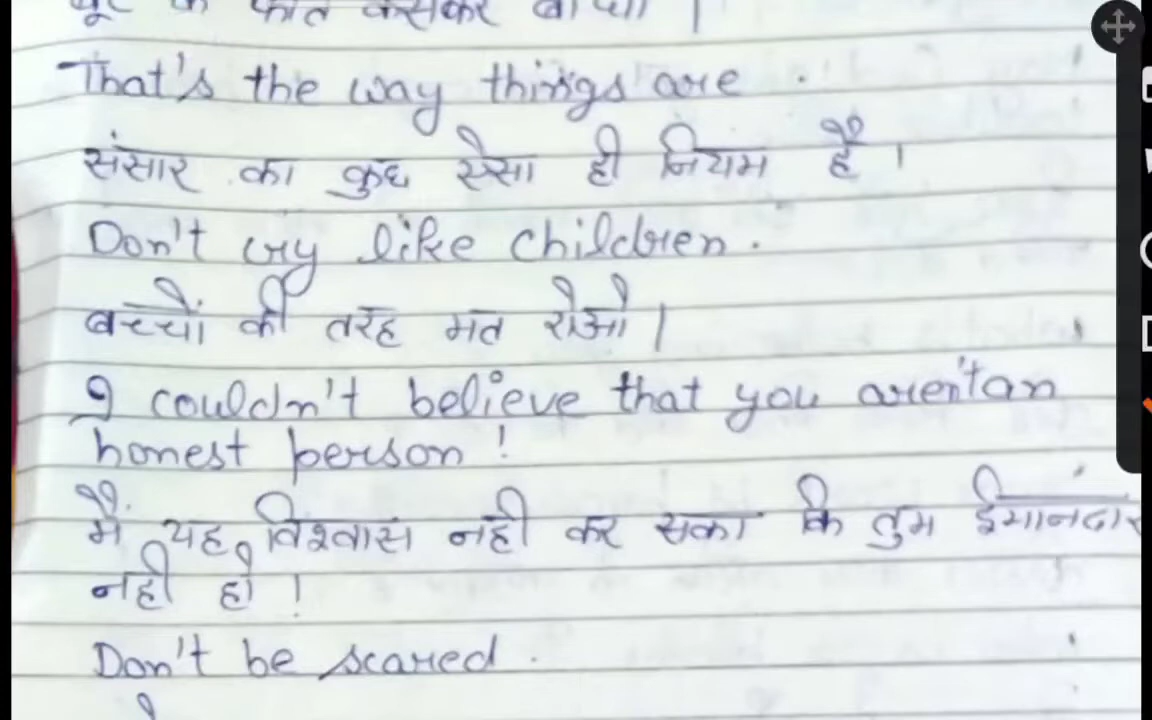 के फीते कसकर बाँधो ।
That's the way things are .
संसार का कुछ ऐसा ही नियम है ।
Don't cry like children .
बच्चों की तरह मत रोओ ।
I couldn't believe that you aren't an
honest person !
मैं यह विश्वास नही कर सका कि तुम ईमानदार
नही हो !
Don't be scared .